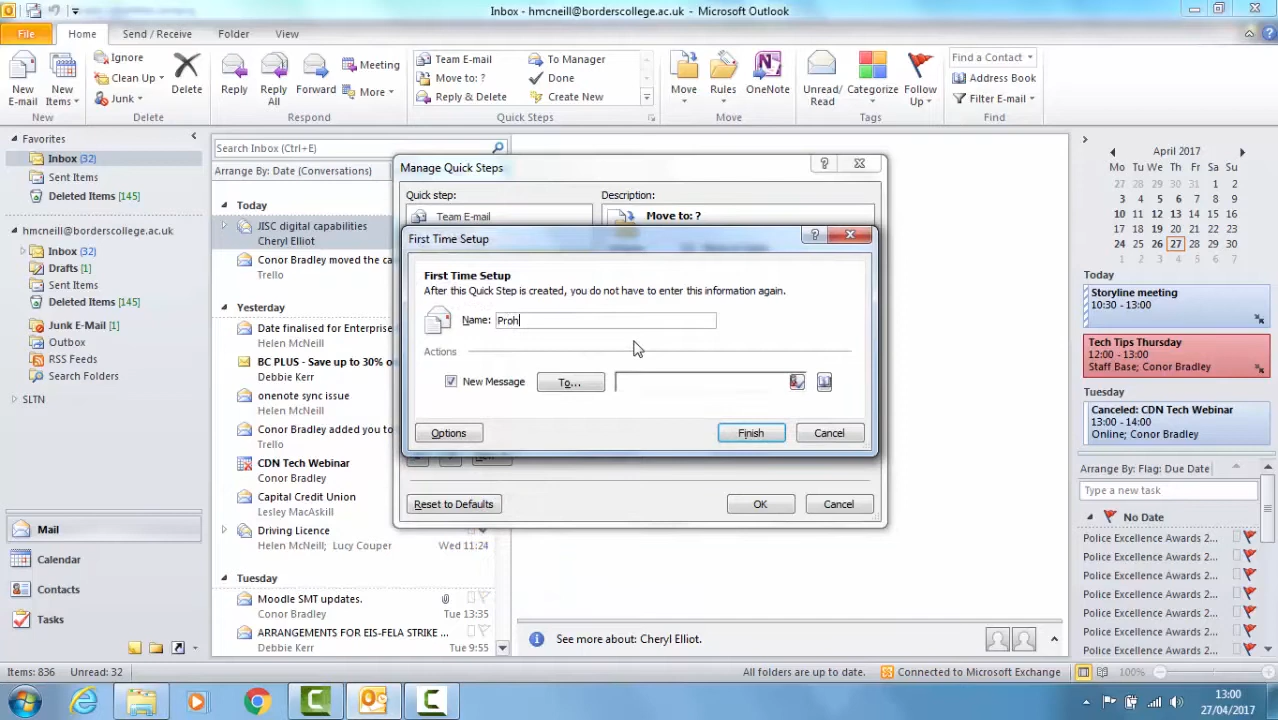 Inbox - hmcneill@borderscollege.ac.uk - Microsoft Outlook
File Home Send / Receive Folder View
New E-mail
New Items
New
Ignore
Clean Up
Junk
Delete
Delete
Reply
Reply All
Forward
Meeting
More
Respond
Team E-mail
Move to: ?
Reply & Delete
To Manager
Done
Create New
Quick Steps
Move
Rules
OneNote
Move
Unread/ Read
Categorize
Follow Up
Tags
Find a Contact
Address Book
Filter E-mail
Find
Favorites
Inbox (32)
Sent Items
Deleted Items [145]
hmcneill@borderscollege.ac.uk
Inbox (32)
Drafts [1]
Sent Items
Deleted Items [145]
Junk E-Mail [1]
Outbox
RSS Feeds
Search Folders
SLTN
Mail
Calendar
Contacts
Tasks
Search Inbox (Ctrl+E)
Arrange By: Date (Conversations)
Today
JISC digital capabilities
Cheryl Elliot
Conor Bradley moved the ca
Trello
Yesterday
Date finalised for Enterprise
Helen McNeill
BC PLUS - Save up to 30% o
Debbie Kerr
onenote sync issue
Helen McNeill
Conor Bradley added you to
Trello
CDN Tech Webinar
Conor Bradley
Capital Credit Union
Lesley MacAskill
Driving Licence
Helen McNeill; Lucy Couper Wed 11:24
Tuesday
Moodle SMT updates.
Conor Bradley Tue 13:35
ARRANGEMENTS FOR EIS-FELA STRIKE ...
Debbie Kerr Tue 9:55
Manage Quick Steps
Quick step:
Description:
Team E-mail
Move to: ?
First Time Setup
First Time Setup
After this Quick Step is created, you do not have to enter this information again.
Name: Proh
Actions
New Message To...
Options Finish Cancel
Reset to Defaults OK Cancel
See more about: Cheryl Elliot.
April 2017
Mo Tu We Th Fr Sa Su
27 28 29 30 31 1 2
3 4 5 6 7 8 9
10 11 12 13 14 15 16
17 18 19 20 21 22 23
24 25 26 27 28 29 30
1 2 3 4 5 6 7
Today
Storyline meeting
10:30 - 13:00
Tech Tips Thursday
12:00 - 13:00
Staff Base; Conor Bradley
Tuesday
Canceled: CDN Tech Webinar
13:00 - 14:00
Online; Conor Bradley
Arrange By: Flag: Due Date
Type a new task
No Date
Police Excellence Awards 2...
Police Excellence Awards 2...
Police Excellence Awards 2...
Police Excellence Awards 2...
Police Excellence Awards 2...
Police Excellence Awards 2...
Police Excellence Awards 2...
Items: 836 Unread: 32
All folders are up to date. Connected to Microsoft Exchange 100%
13:00
27/04/2017